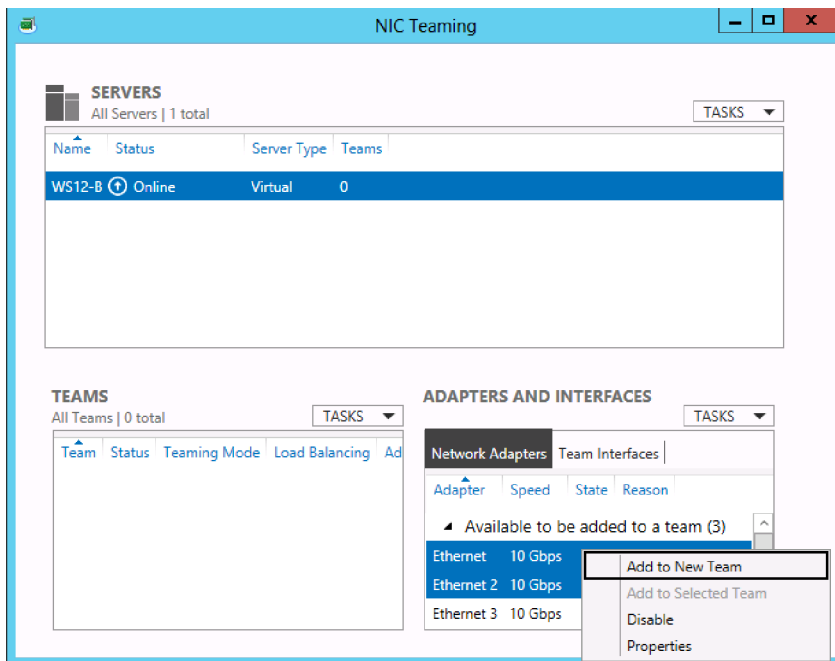 NIC Teaming
SERVERS
All Servers | 1 total
TASKS
Name Status Server Type Teams
WS12-B Online Virtual 0
TEAMS
All Teams | 0 total
TASKS
Team Status Teaming Mode Load Balancing Ad
ADAPTERS AND INTERFACES
TASKS
Network Adapters Team Interfaces
Adapter Speed State Reason
Available to be added to a team (3)
Ethernet 10 Gbps
Ethernet 2 10 Gbps
Ethernet 3 10 Gbps
Add to New Team
Add to Selected Team
Disable
Properties